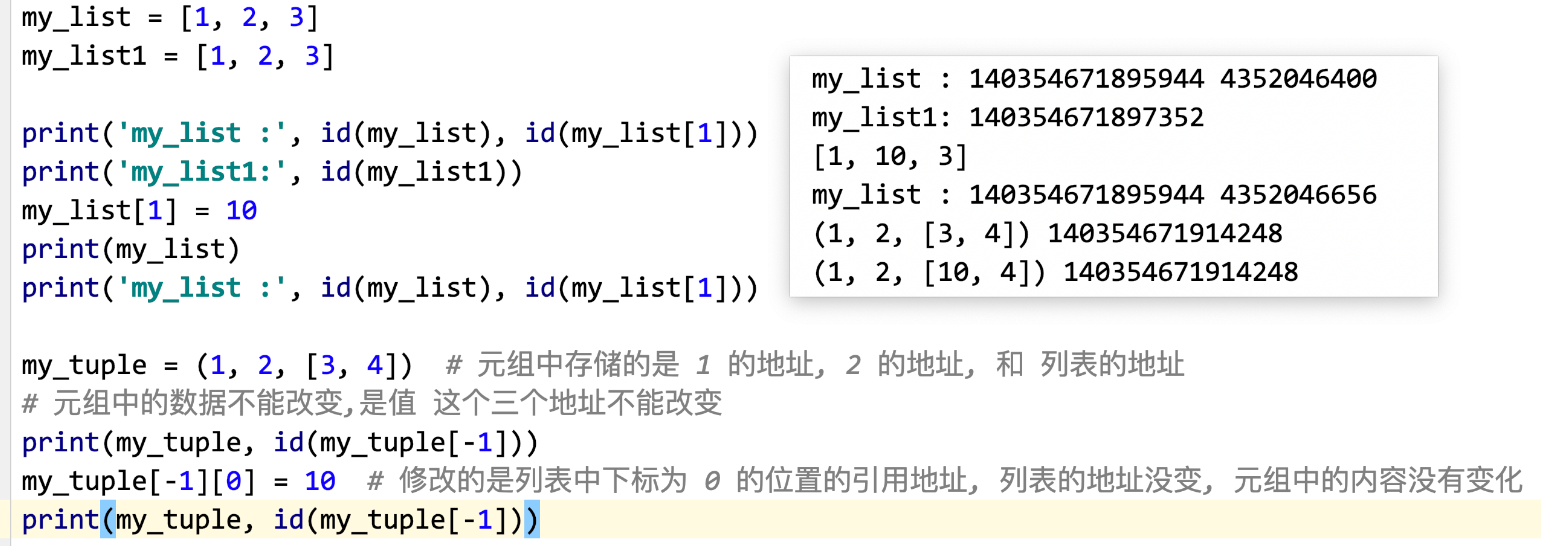 my_list = [1, 2, 3]
my_list1 = [1, 2, 3]
print('my_list :', id(my_list), id(my_list[1]))
print('my_list1:', id(my_list1))
my_list[1] = 10
print(my_list)
print('my_list :', id(my_list), id(my_list[1]))
my_tuple = (1, 2, [3, 4])  # 元组中存储的是 1 的地址, 2 的地址, 和 列表的地址
# 元组中的数据不能改变,是值 这个三个地址不能改变
print(my_tuple, id(my_tuple[-1]))
my_tuple[-1][0] = 10  # 修改的是列表中下标为 0 的位置的引用地址, 列表的地址没变, 元组中的内容没有变化
print(my_tuple, id(my_tuple[-1]))
my_list : 140354671895944 4352046400
my_list1: 140354671897352
[1, 10, 3]
my_list : 140354671895944 4352046656
(1, 2, [3, 4]) 140354671914248
(1, 2, [10, 4]) 140354671914248